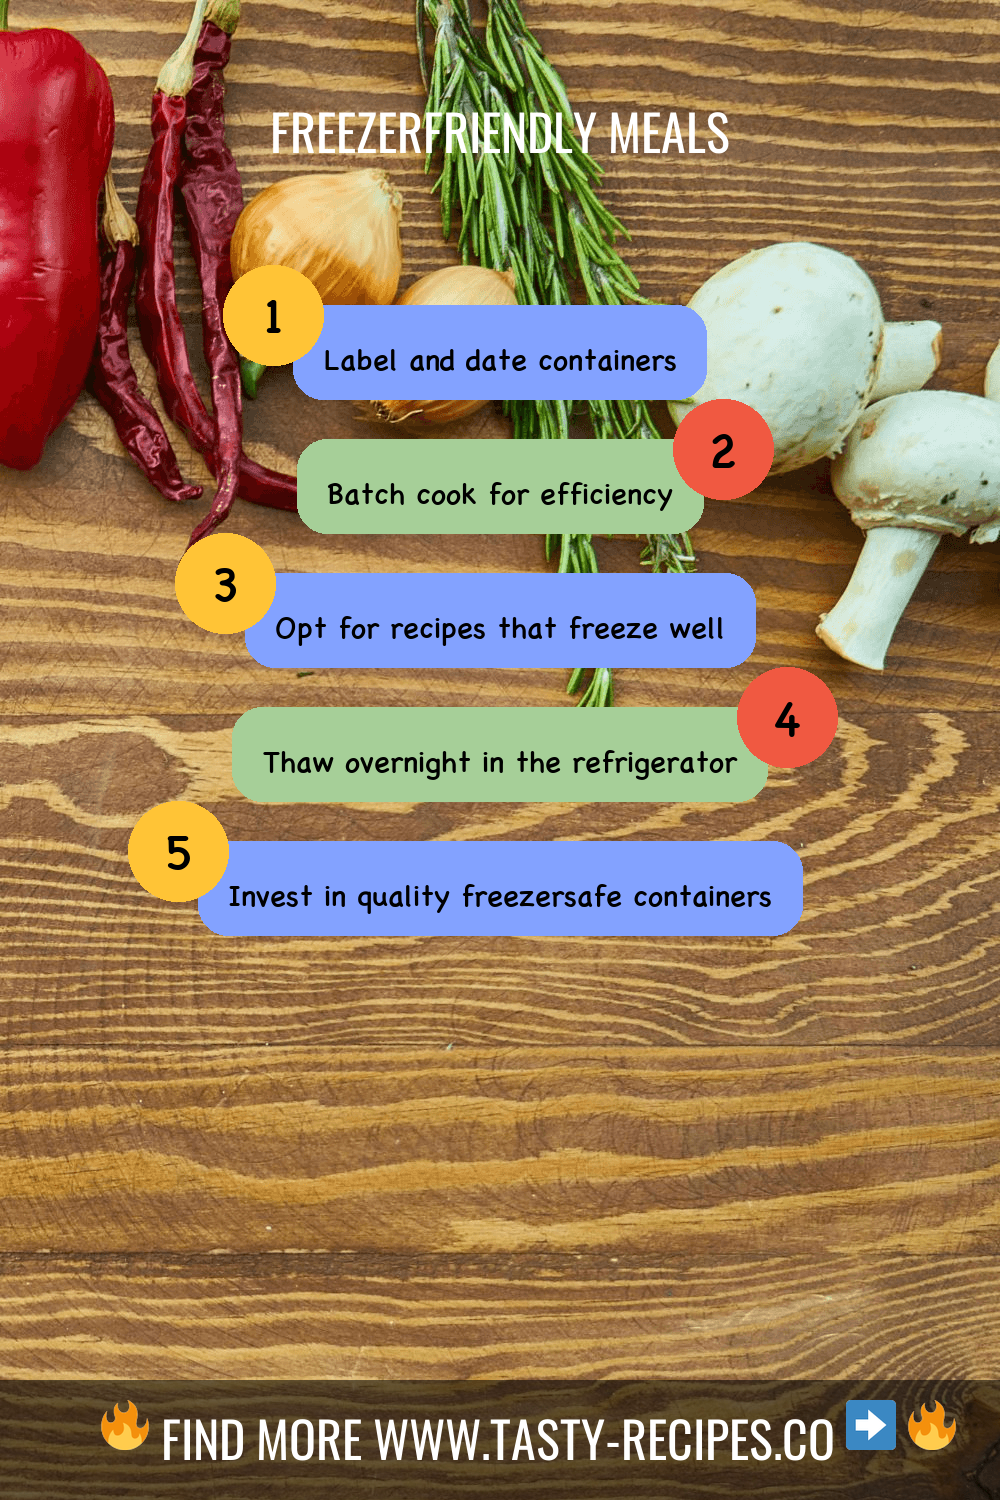 FREEZERFRIENDLY MEALS
1
Label and date containers
2
Batch cook for efficiency
3
Opt for recipes that freeze well
4
Thaw overnight in the refrigerator
5
Invest in quality freezersafe containers
🔥 FIND MORE WWW.TASTY-RECIPES.CO ➡️ 🔥